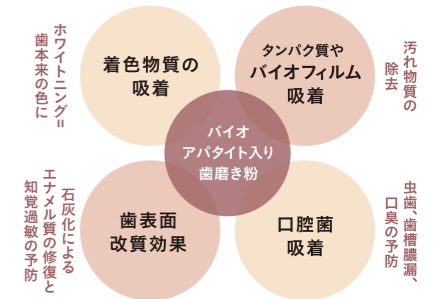 ホワイトニング=
歯本来の色に
着色物質の
吸着
タンパク質や
バイオフィルム
吸着
汚れ物質の
除去
バイオ
アパタイト入り
歯磨き粉
石灰化による
エナメル質の修復と
知覚過敏の予防
歯表面
改質効果
口腔菌
吸着
虫歯、歯槽膿漏、
口臭の予防